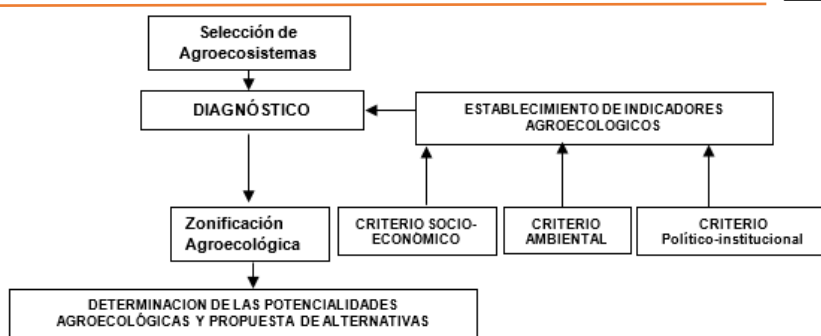 Selección de
Agroecosistemas
DIAGNÓSTICO
ESTABLECIMIENTO DE INDICADORES
AGROECOLOGICOS
Zonificación
Agroecológica
CRITERIO SOCIO-
ECONÓMICO
CRITERIO
AMBIENTAL
CRITERIO
Político-institucional
DETERMINACION DE LAS POTENCIALIDADES
AGROECOLÓGICAS Y PROPUESTA DE ALTERNATIVAS